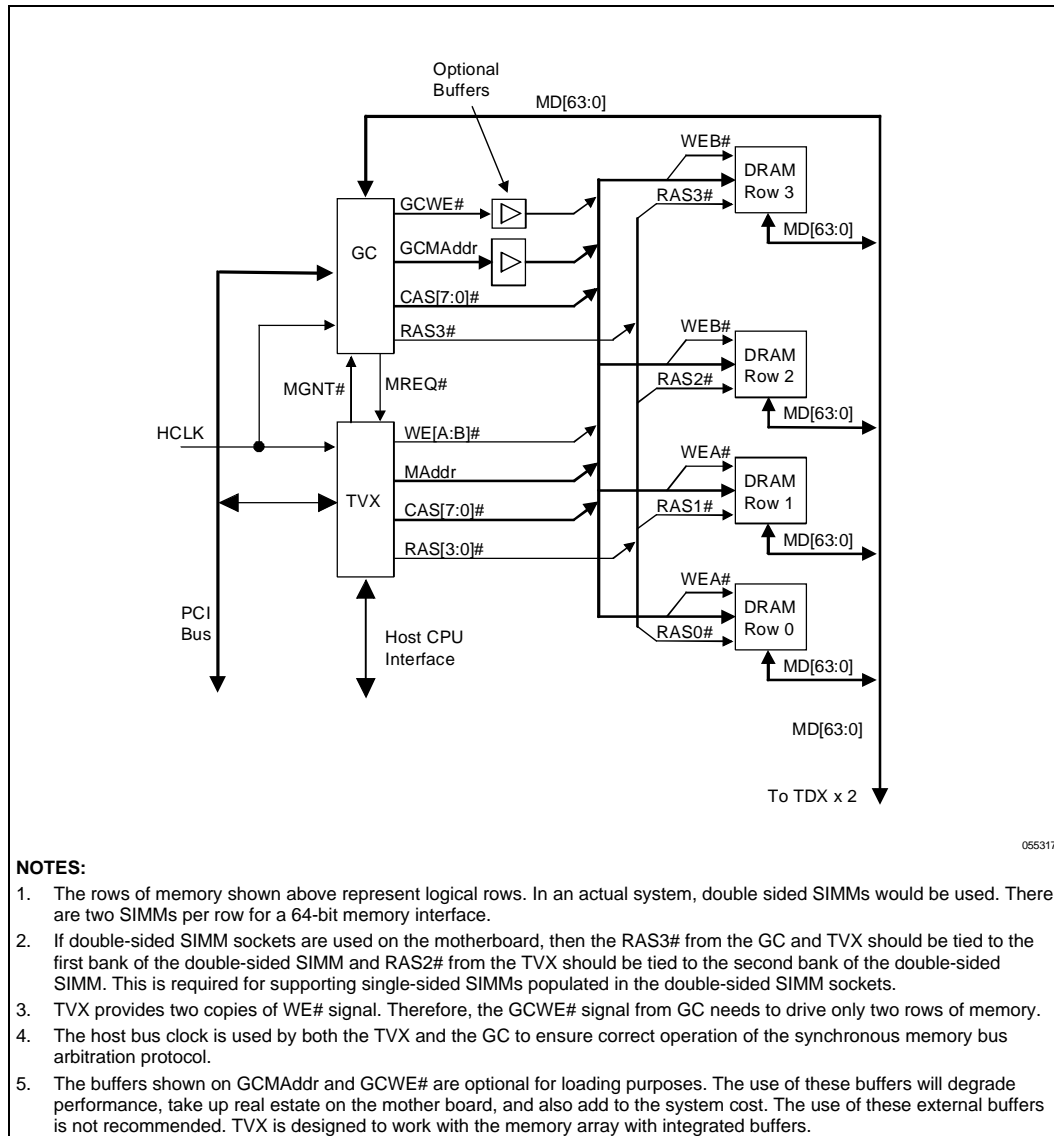 Optional
Buffers
MD[63:0]
WEB#
DRAM
Row 3
RAS3#
MD[63:0]
GCWE#
GC
GCMAddr
CAS[7:0]#
RAS3#
WEB#
DRAM
Row 2
RAS2#
MD[63:0]
MGNT#
MREQ#
HCLK
WE[A:B]#
MAddr
TVX
CAS[7:0]#
RAS[3:0]#
WEA#
DRAM
Row 1
RAS1#
MD[63:0]
WEA#
DRAM
Row 0
RAS0#
MD[63:0]
PCI
Bus
Host CPU
Interface
MD[63:0]
To TDX x 2
055317
NOTES:
1. The rows of memory shown above represent logical rows. In an actual system, double sided SIMMs would be used. There
are two SIMMs per row for a 64-bit memory interface.
2. If double-sided SIMM sockets are used on the motherboard, then the RAS3# from the GC and TVX should be tied to the
first bank of the double-sided SIMM and RAS2# from the TVX should be tied to the second bank of the double-sided
SIMM. This is required for supporting single-sided SIMMs populated in the double-sided SIMM sockets.
3. TVX provides two copies of WE# signal. Therefore, the GCWE# signal from GC needs to drive only two rows of memory.
4. The host bus clock is used by both the TVX and the GC to ensure correct operation of the synchronous memory bus
arbitration protocol.
5. The buffers shown on GCMAddr and GCWE# are optional for loading purposes. The use of these buffers will degrade
performance, take up real estate on the mother board, and also add to the system cost. The use of these external buffers
is not recommended. TVX is designed to work with the memory array with integrated buffers.